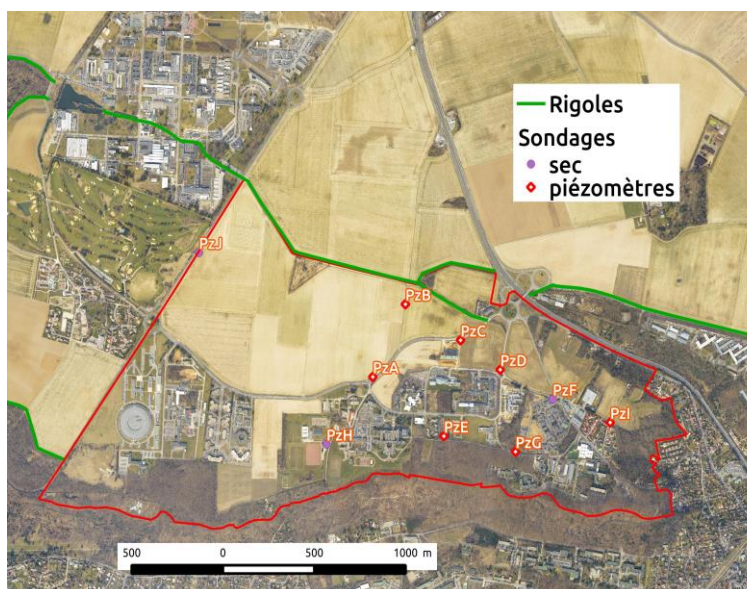 Rigoles
Sondages
sec
piézomètres
PzJ
PzB
PzC
PzD
PzA
PzF
PzI
PzH
PzE
PzG
500 0 500 1000 m